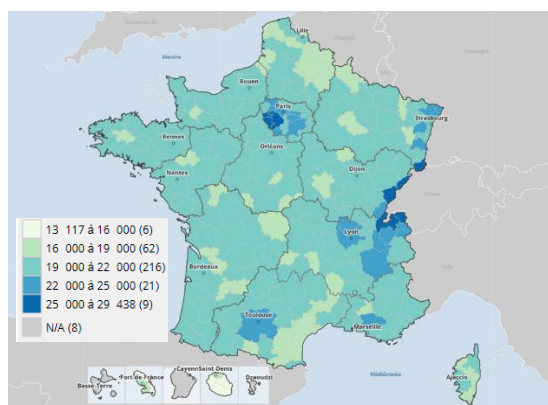 Lille
Manche
Rouen
Paris
Strasbourg
Rennes
Orléans
Nantes
Dijon
13 117 à 16 000 (6)
16 000 à 19 000 (62)
19 000 à 22 000 (216)
22 000 à 25 000 (21)
25 000 à 29 438 (9)
N/A (8)
Lyon
Bordeaux
Toulouse
Marseille
Ajaccio
Basse-Terre
Fort-de-France
Cayenne
Saint-Denis
Dzaoudzi
Méditerranée